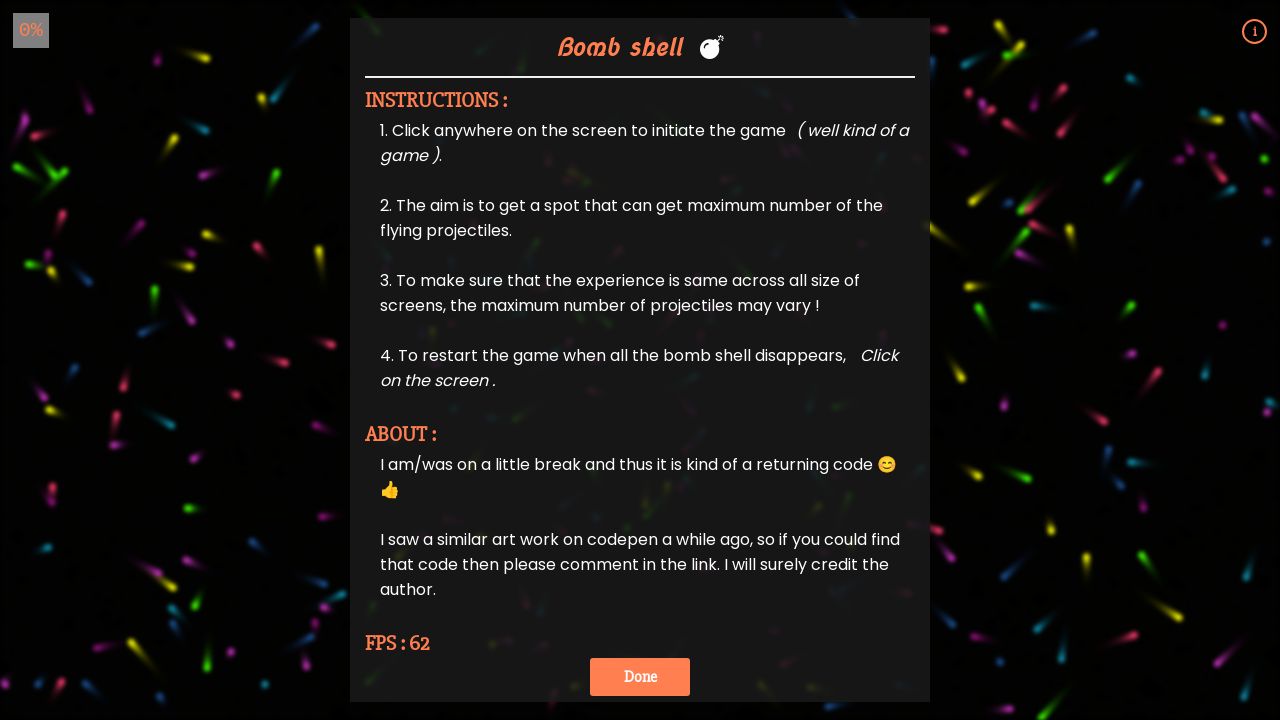 0%
i
Bomb shell 💣
INSTRUCTIONS :
1. Click anywhere on the screen to initiate the game ( well kind of a
game ).
2. The aim is to get a spot that can get maximum number of the
flying projectiles.
3. To make sure that the experience is same across all size of
screens, the maximum number of projectiles may vary !
4. To restart the game when all the bomb shell disappears, Click
on the screen .
ABOUT :
I am/was on a little break and thus it is kind of a returning code 😊
👍
I saw a similar art work on codepen a while ago, so if you could find
that code then please comment in the link. I will surely credit the
author.
FPS : 62
Done